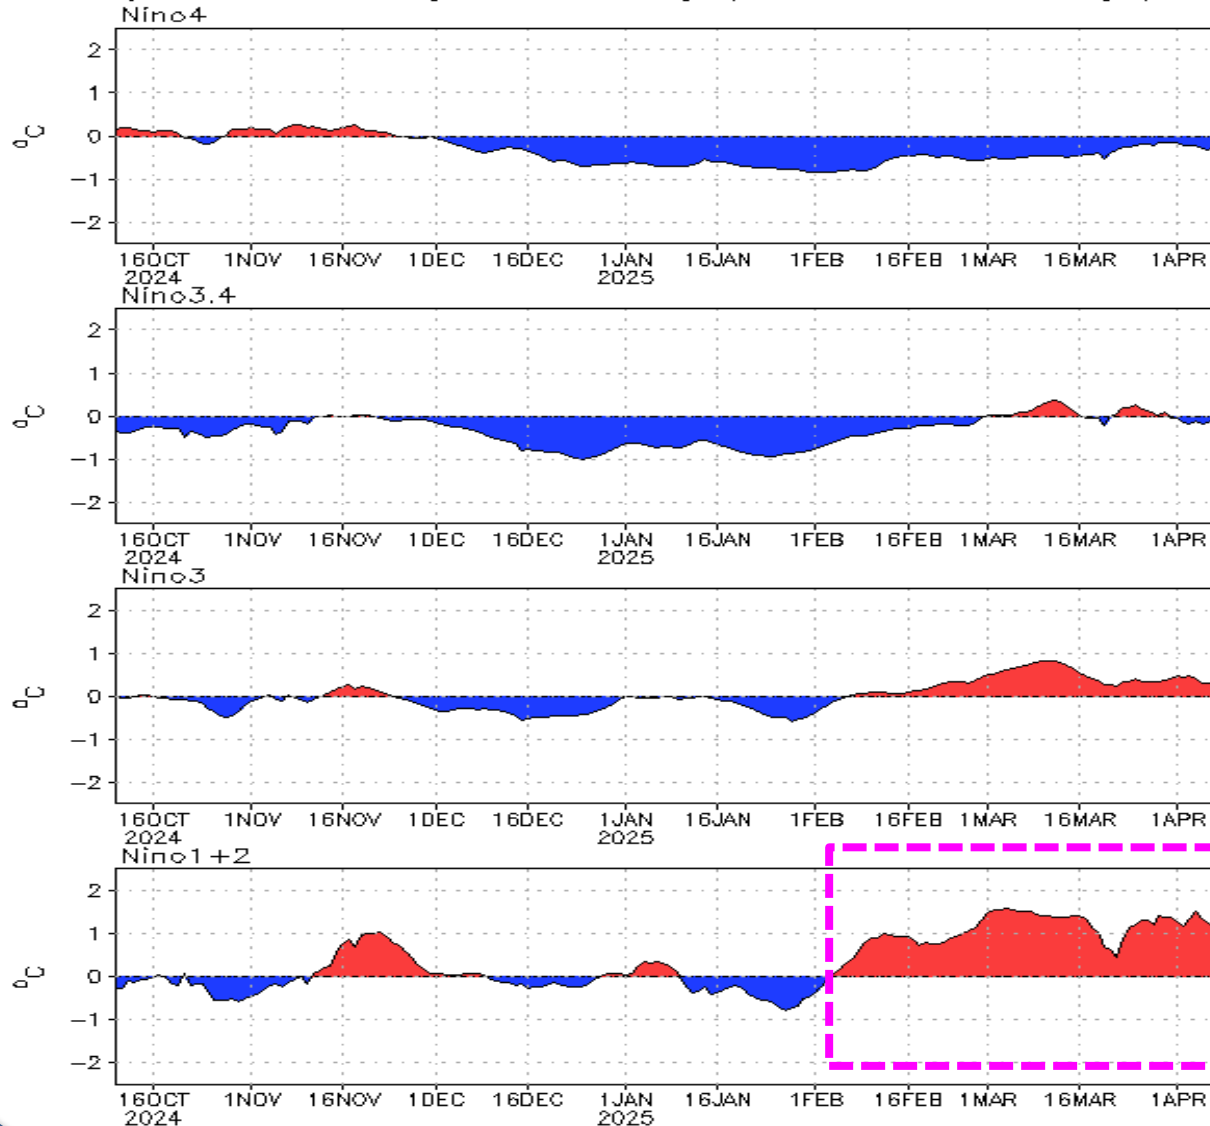 Nino4
2
1
0
−1
−2
°C
16OCT 1NOV 16NOV 1DEC 16DEC 1JAN 16JAN 1FEB 16FEB 1MAR 16MAR 1APR
2024 2025
Nino3.4
2
1
0
−1
−2
°C
16OCT 1NOV 16NOV 1DEC 16DEC 1JAN 16JAN 1FEB 16FEB 1MAR 16MAR 1APR
2024 2025
Nino3
2
1
0
−1
−2
°C
16OCT 1NOV 16NOV 1DEC 16DEC 1JAN 16JAN 1FEB 16FEB 1MAR 16MAR 1APR
2024 2025
Nino1+2
2
1
0
−1
−2
°C
16OCT 1NOV 16NOV 1DEC 16DEC 1JAN 16JAN 1FEB 16FEB 1MAR 16MAR 1APR
2024 2025